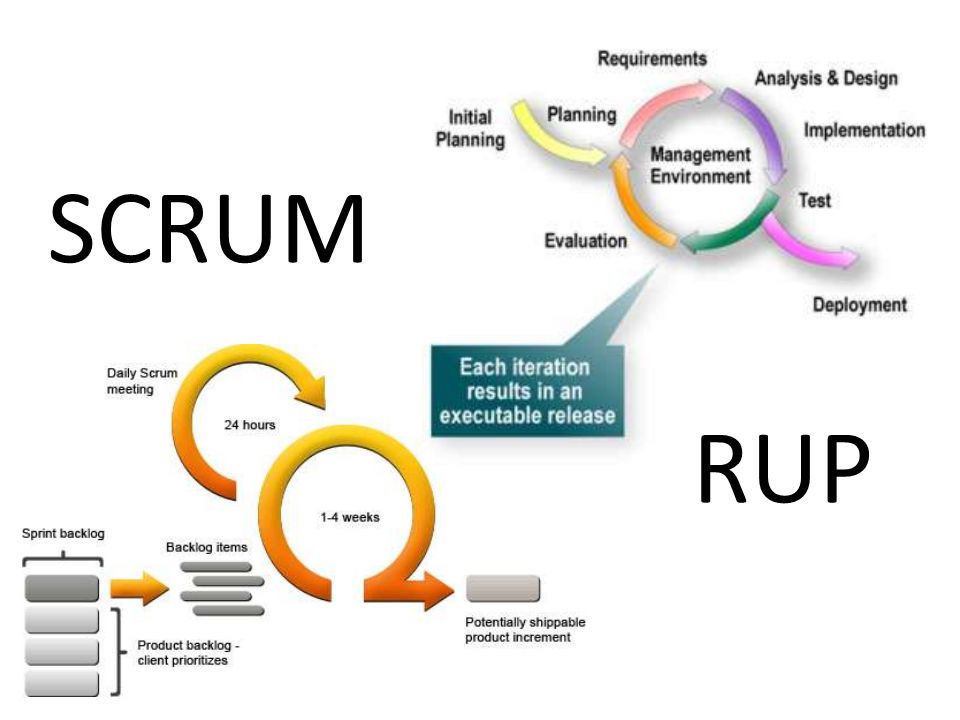 SCRUM
Requirements
Analysis & Design
Initial
Planning
Planning
Implementation
Management
Environment
Test
Evaluation
Deployment
Each iteration
results in an
executable release
RUP
Daily Scrum
meeting
24 hours
1-4 weeks
Sprint backlog
Backlog items
Product backlog -
client prioritizes
Potentially shippable
product increment